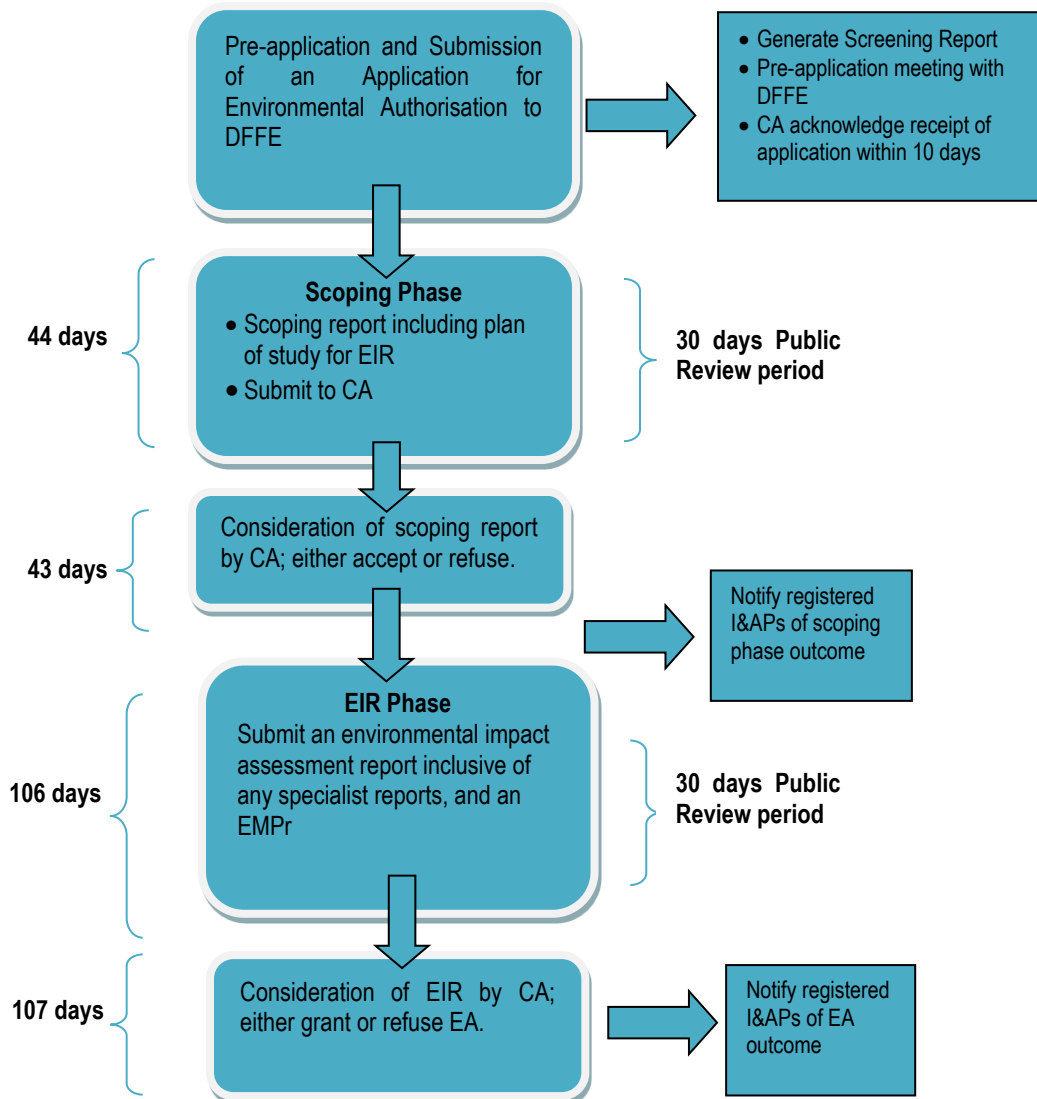 Pre-application and Submission
of an Application for
Environmental Authorisation to
DFFE
• Generate Screening Report
• Pre-application meeting with
DFFE
• CA acknowledge receipt of
application within 10 days
44 days
Scoping Phase
• Scoping report including plan
of study for EIR
• Submit to CA
30 days Public
Review period
43 days
Consideration of scoping report
by CA; either accept or refuse.
Notify registered
I&APs of scoping
phase outcome
106 days
EIR Phase
Submit an environmental impact
assessment report inclusive of
any specialist reports, and an
EMPr
30 days Public
Review period
107 days
Consideration of EIR by CA;
either grant or refuse EA.
Notify registered
I&APs of EA
outcome